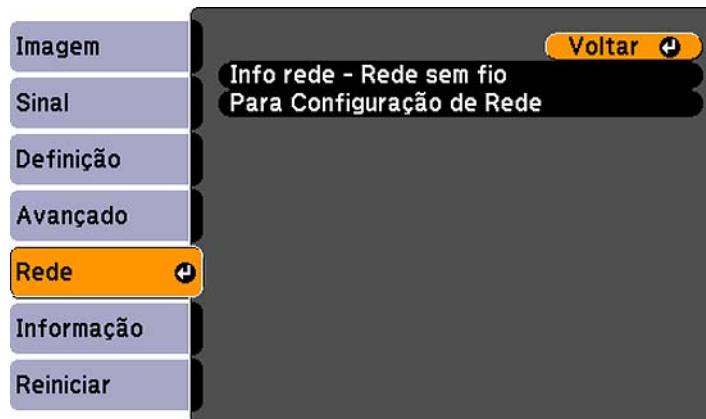 Imagem
Sinal
Definição
Avançado
Rede
Informação
Reiniciar
Voltar
Info rede - Rede sem fio
Para Configuração de Rede